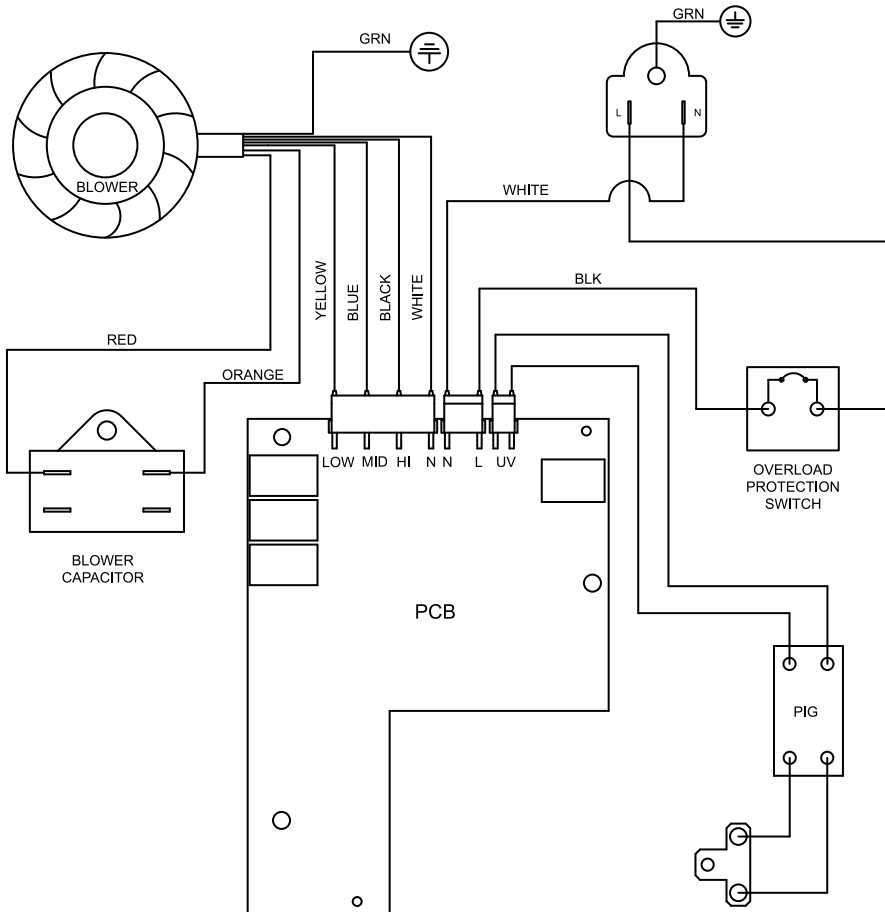 GRN
GRN
L
N
BLOWER
WHITE
YELLOW
BLUE
BLACK
WHITE
BLK
RED
ORANGE
LOW MID HI N N L UV
OVERLOAD
PROTECTION
SWITCH
BLOWER
CAPACITOR
PCB
PIG